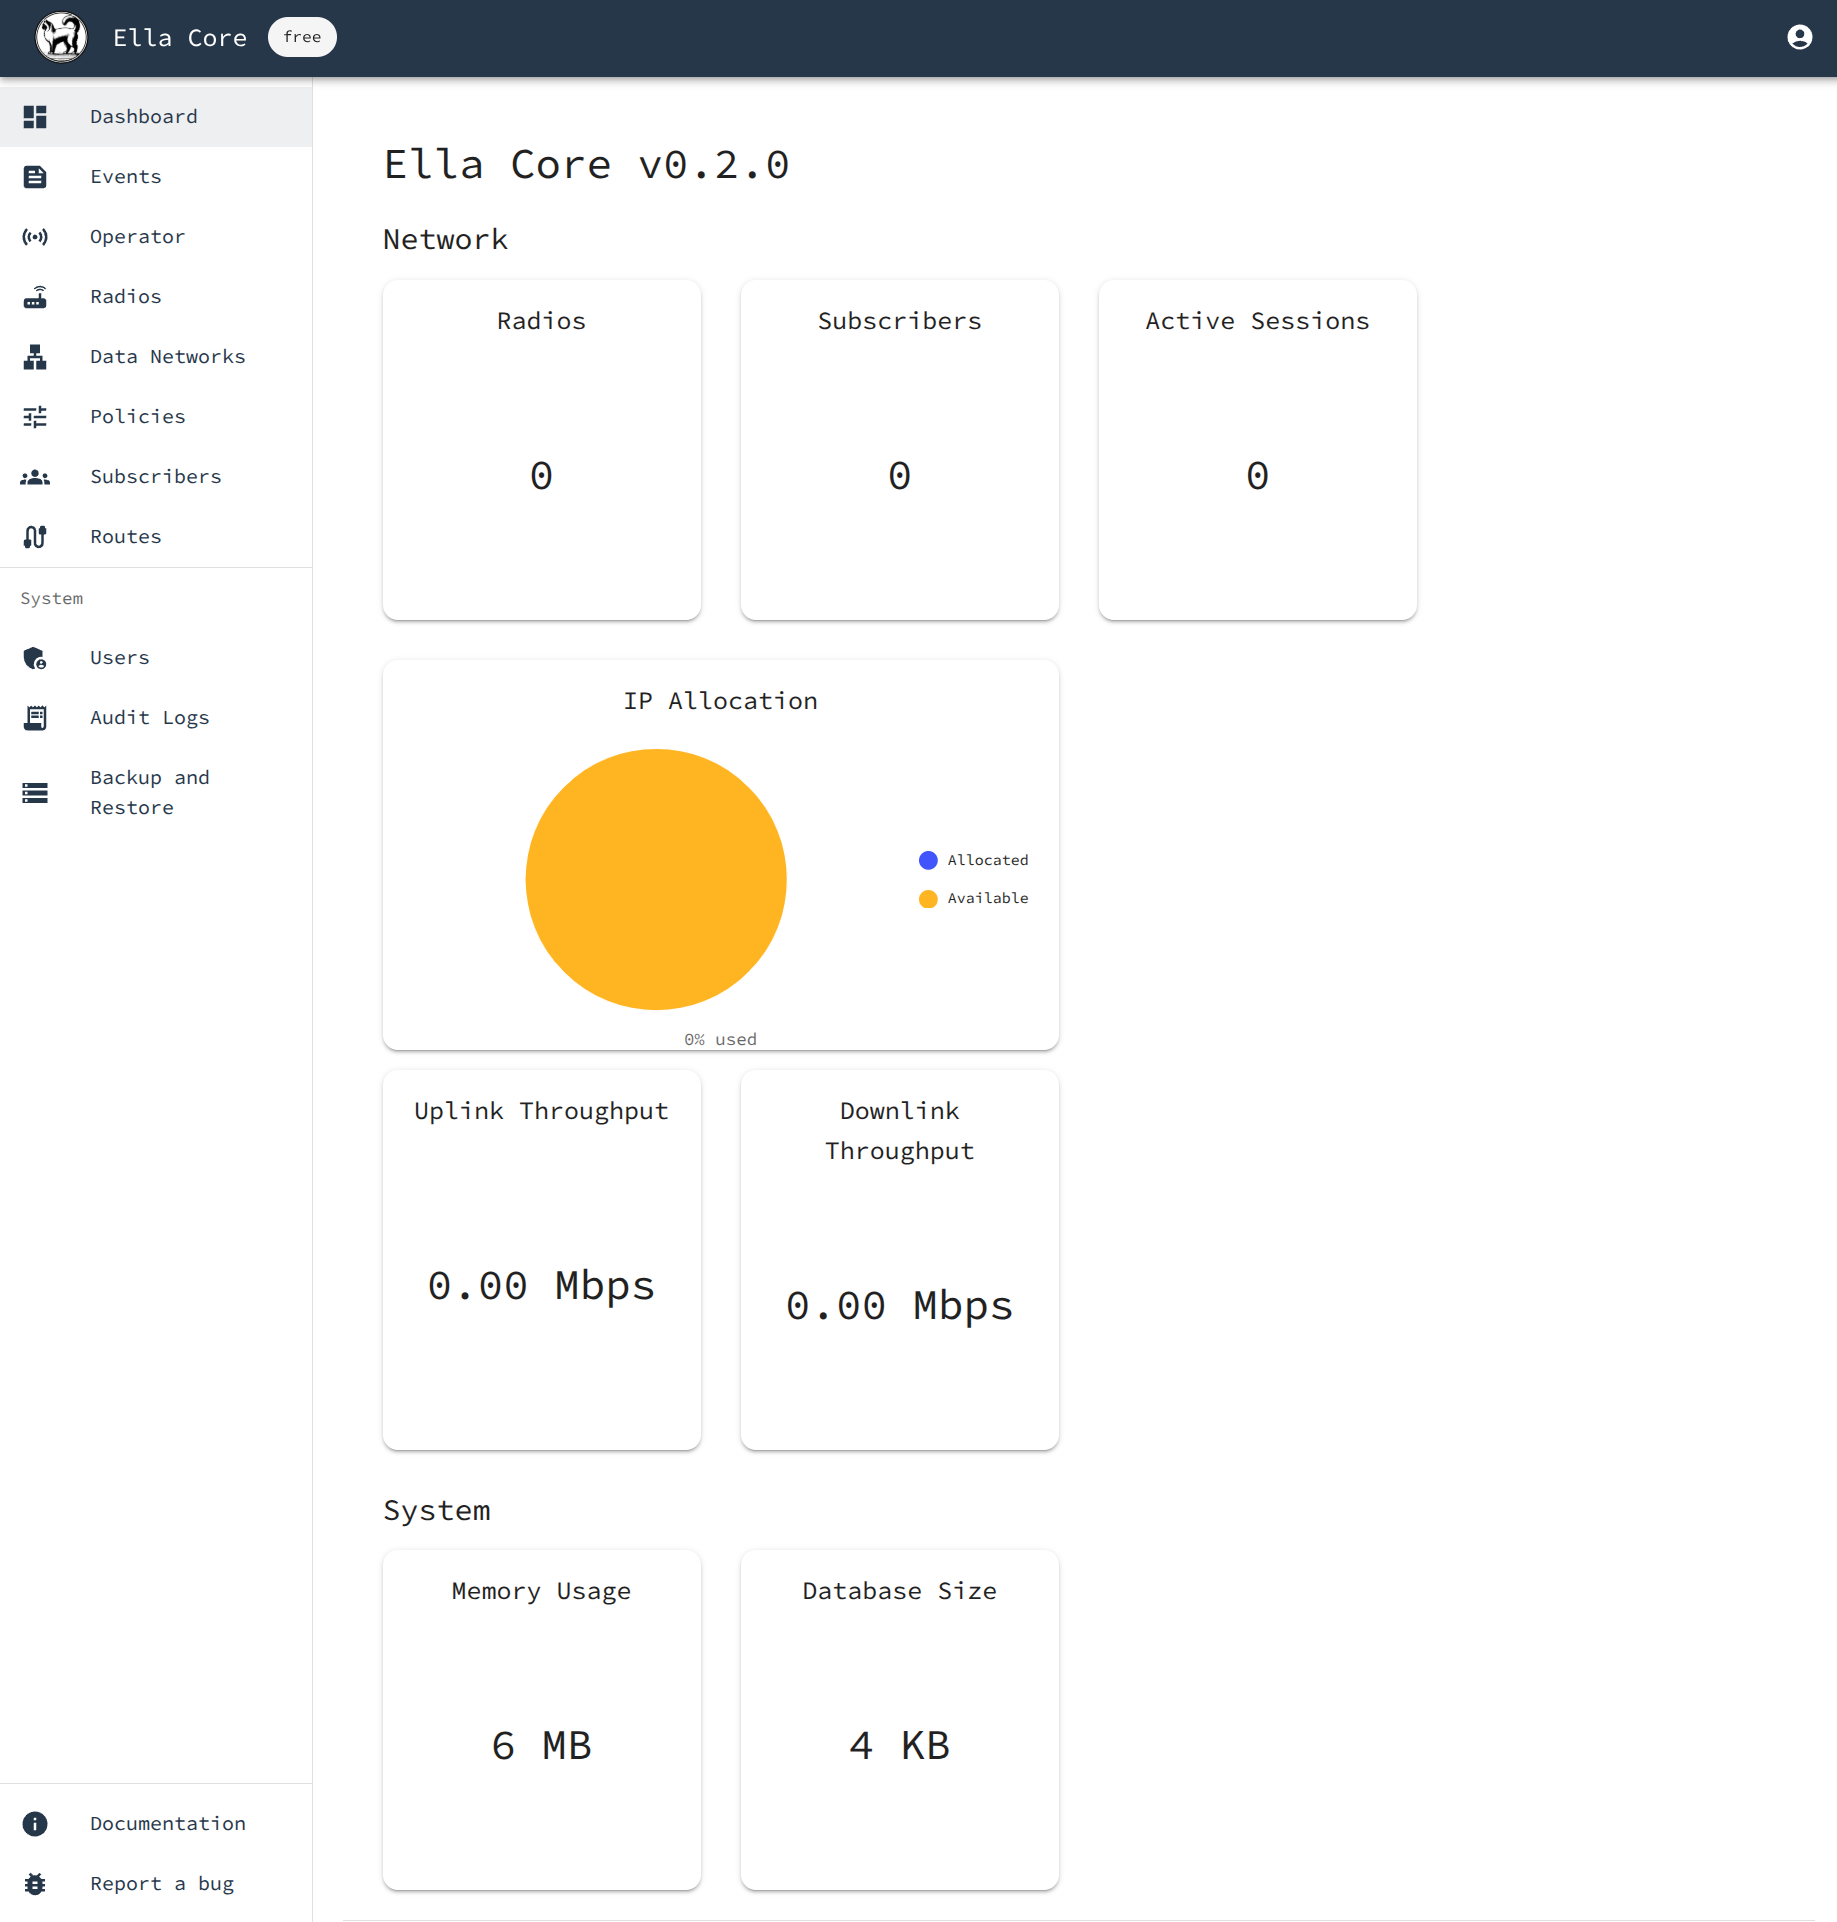 Ella Core
free
Dashboard
Events
Operator
Radios
Data Networks
Policies
Subscribers
Routes
System
Users
Audit Logs
Backup and
Restore
Documentation
Report a bug
Ella Core v0.2.0
Network
Radios
0
Subscribers
0
Active Sessions
0
IP Allocation
Allocated
Available
0% used
Uplink Throughput
0.00 Mbps
Downlink
Throughput
0.00 Mbps
System
Memory Usage
6 MB
Database Size
4 KB